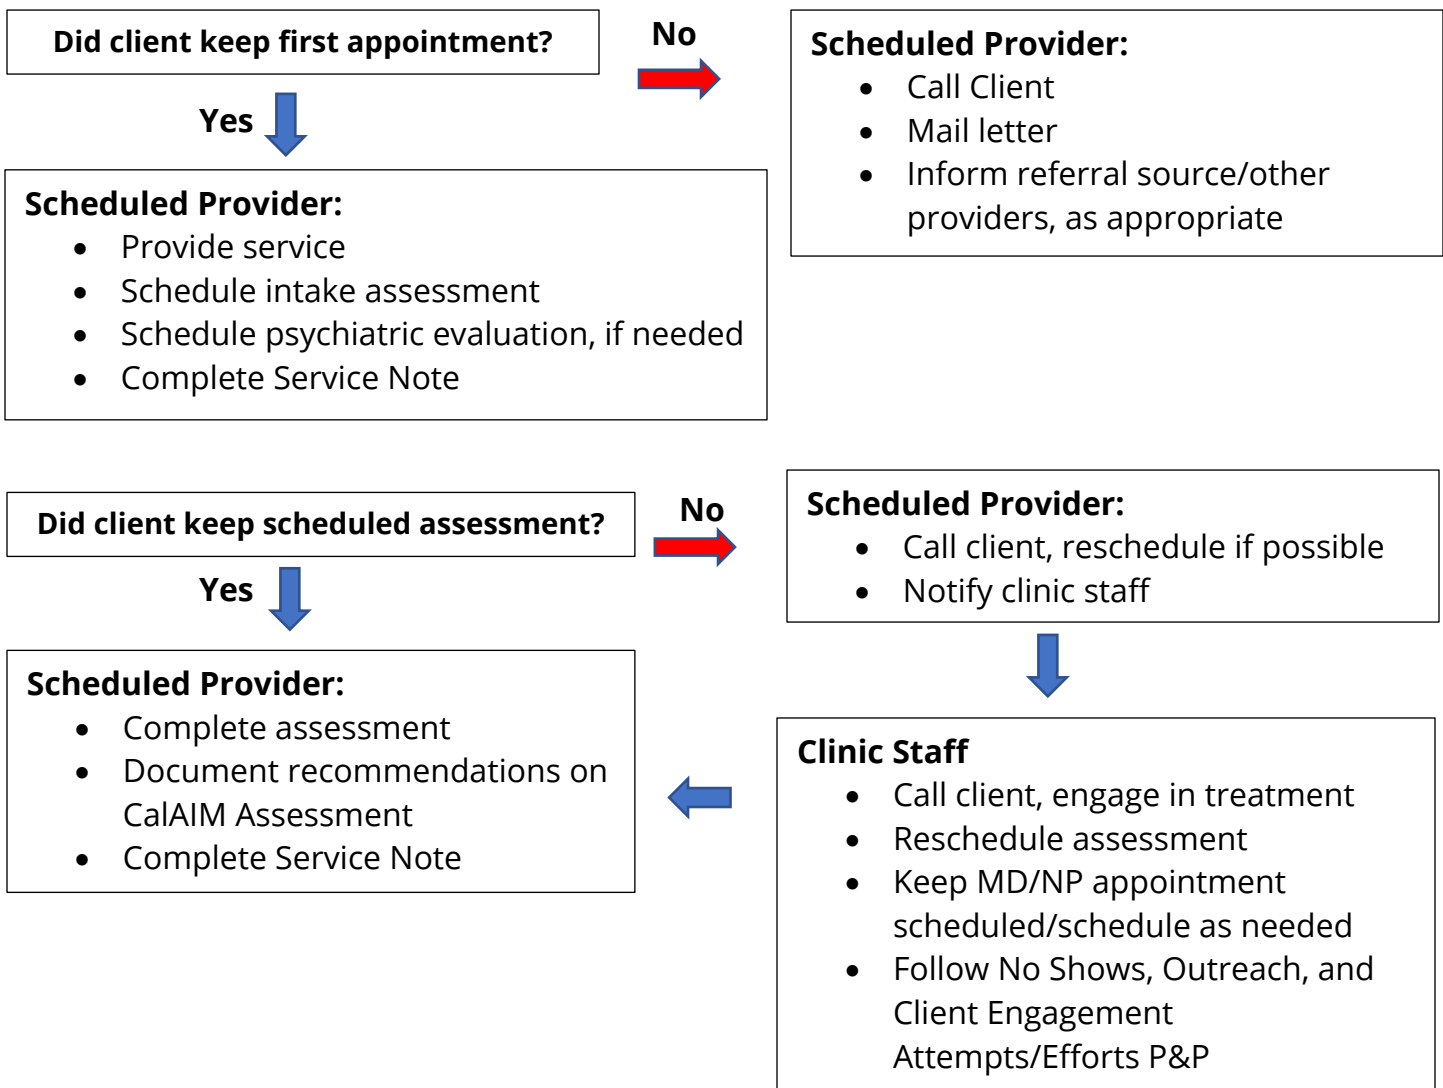 Did client keep first appointment?
No
Yes
Scheduled Provider:
• Call Client
• Mail letter
• Inform referral source/other
providers, as appropriate
Scheduled Provider:
• Provide service
• Schedule intake assessment
• Schedule psychiatric evaluation, if needed
• Complete Service Note
Did client keep scheduled assessment?
No
Yes
Scheduled Provider:
• Call client, reschedule if possible
• Notify clinic staff
Scheduled Provider:
• Complete assessment
• Document recommendations on
CalAIM Assessment
• Complete Service Note
Clinic Staff
• Call client, engage in treatment
• Reschedule assessment
• Keep MD/NP appointment
scheduled/schedule as needed
• Follow No Shows, Outreach, and
Client Engagement
Attempts/Efforts P&P